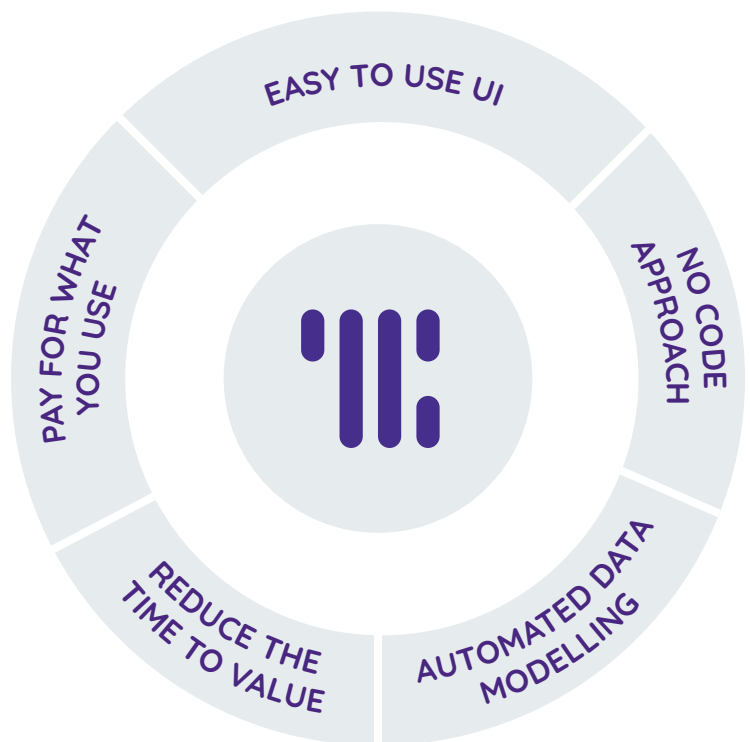 EASY TO USE UI
NO CODE
APPROACH
AUTOMATED DATA
MODELLING
REDUCE THE
TIME TO VALUE
PAY FOR WHAT
YOU USE